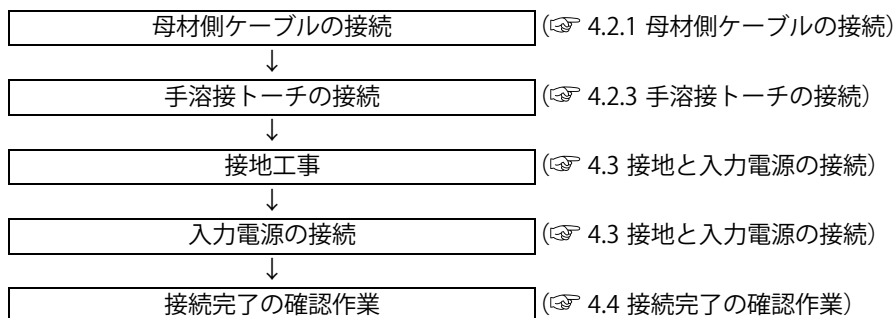 母材側ケーブルの接続 (☞ 4.2.1 母材側ケーブルの接続)
↓
手溶接トーチの接続 (☞ 4.2.3 手溶接トーチの接続)
↓
接地工事 (☞ 4.3 接地と入力電源の接続)
↓
入力電源の接続 (☞ 4.3 接地と入力電源の接続)
↓
接続完了の確認作業 (☞ 4.4 接続完了の確認作業)